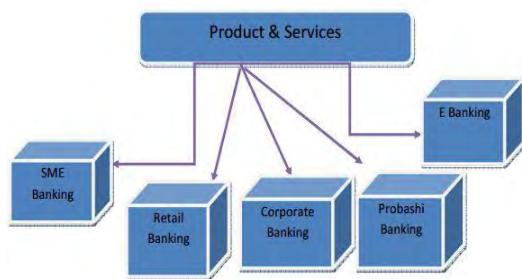 Product & Services
E Banking
SME
Banking
Retail
Banking
Corporate
Banking
Probashi
Banking